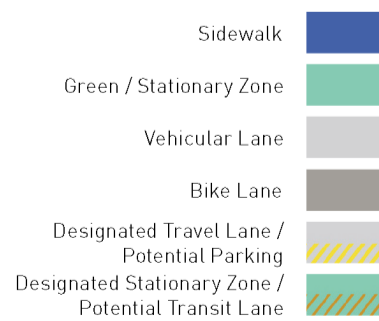 Sidewalk
Green / Stationary Zone
Vehicular Lane
Bike Lane
Designated Travel Lane /
Potential Parking
Designated Stationary Zone /
Potential Transit Lane